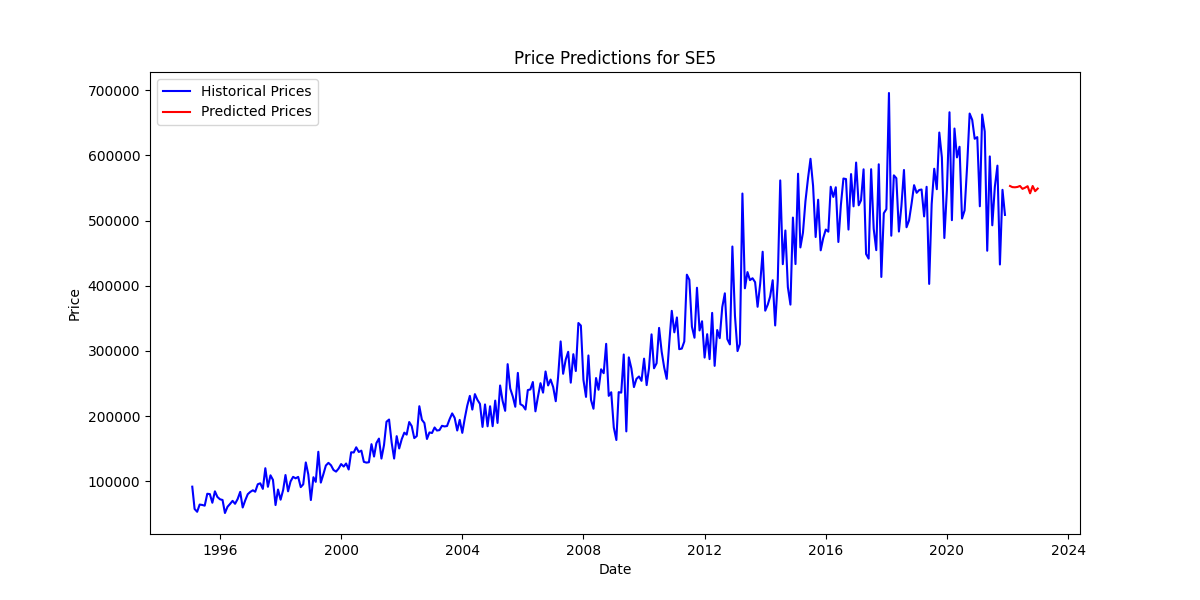 Price Predictions for SE5
Historical Prices
Predicted Prices
700000
600000
500000
400000
300000
200000
100000
Price
1996 2000 2004 2008 2012 2016 2020 2024
Date